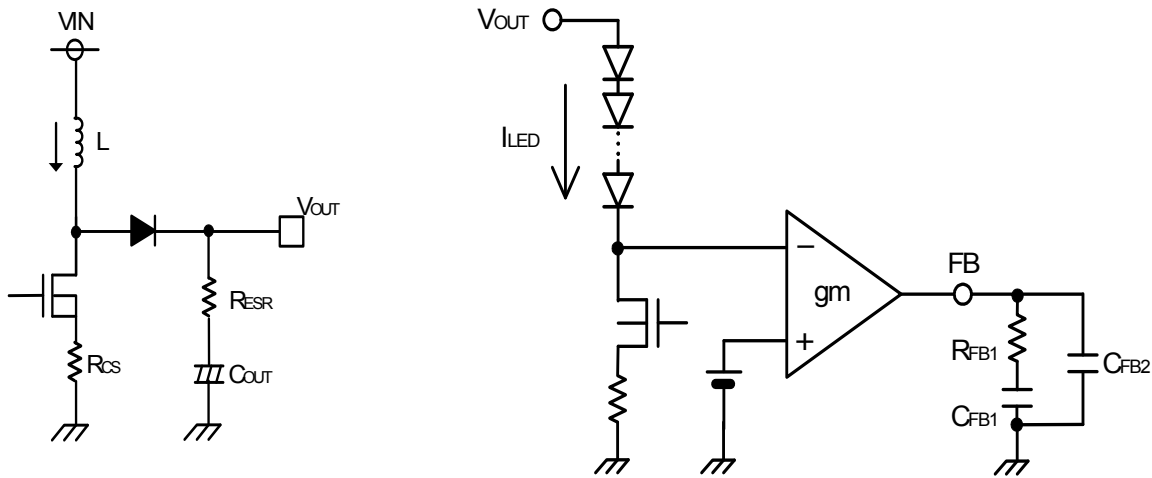 VIN
L
VOUT
RESR
RCS
COUT
VOUT
ILED
−
gm
+
FB
RFB1
CFB2
CFB1